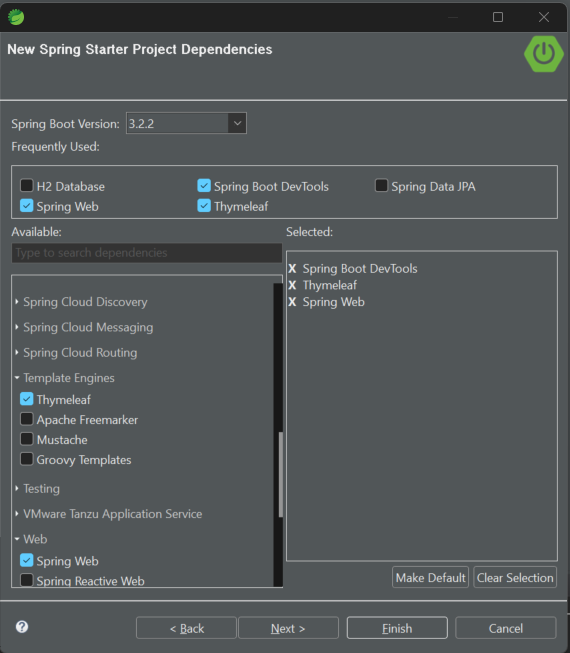 New Spring Starter Project Dependencies
Spring Boot Version: 3.2.2
Frequently Used:
H2 Database Spring Boot DevTools Spring Data JPA
Spring Web Thymeleaf
Available: Selected:
Type to search dependencies
X Spring Boot DevTools
X Thymeleaf
X Spring Web
Spring Cloud Discovery
Spring Cloud Messaging
Spring Cloud Routing
Template Engines
Thymeleaf
Apache Freemarker
Mustache
Groovy Templates
Testing
VMware Tanzu Application Service
Web
Spring Web
Spring Reactive Web
Make Default Clear Selection
? < Back Next > Finish Cancel